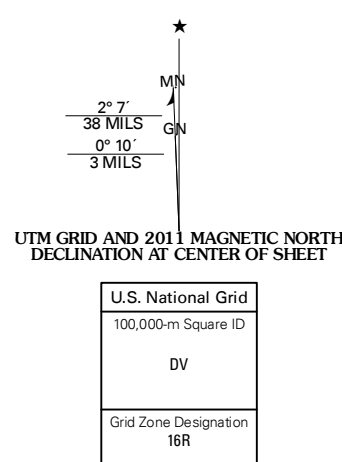 ★
MN
2° 7´
38 MILS
GN
0° 10´
3 MILS
UTM GRID AND 2011 MAGNETIC NORTH
DECLINATION AT CENTER OF SHEET
U.S. National Grid
100,000-m Square ID
DV
Grid Zone Designation
16R